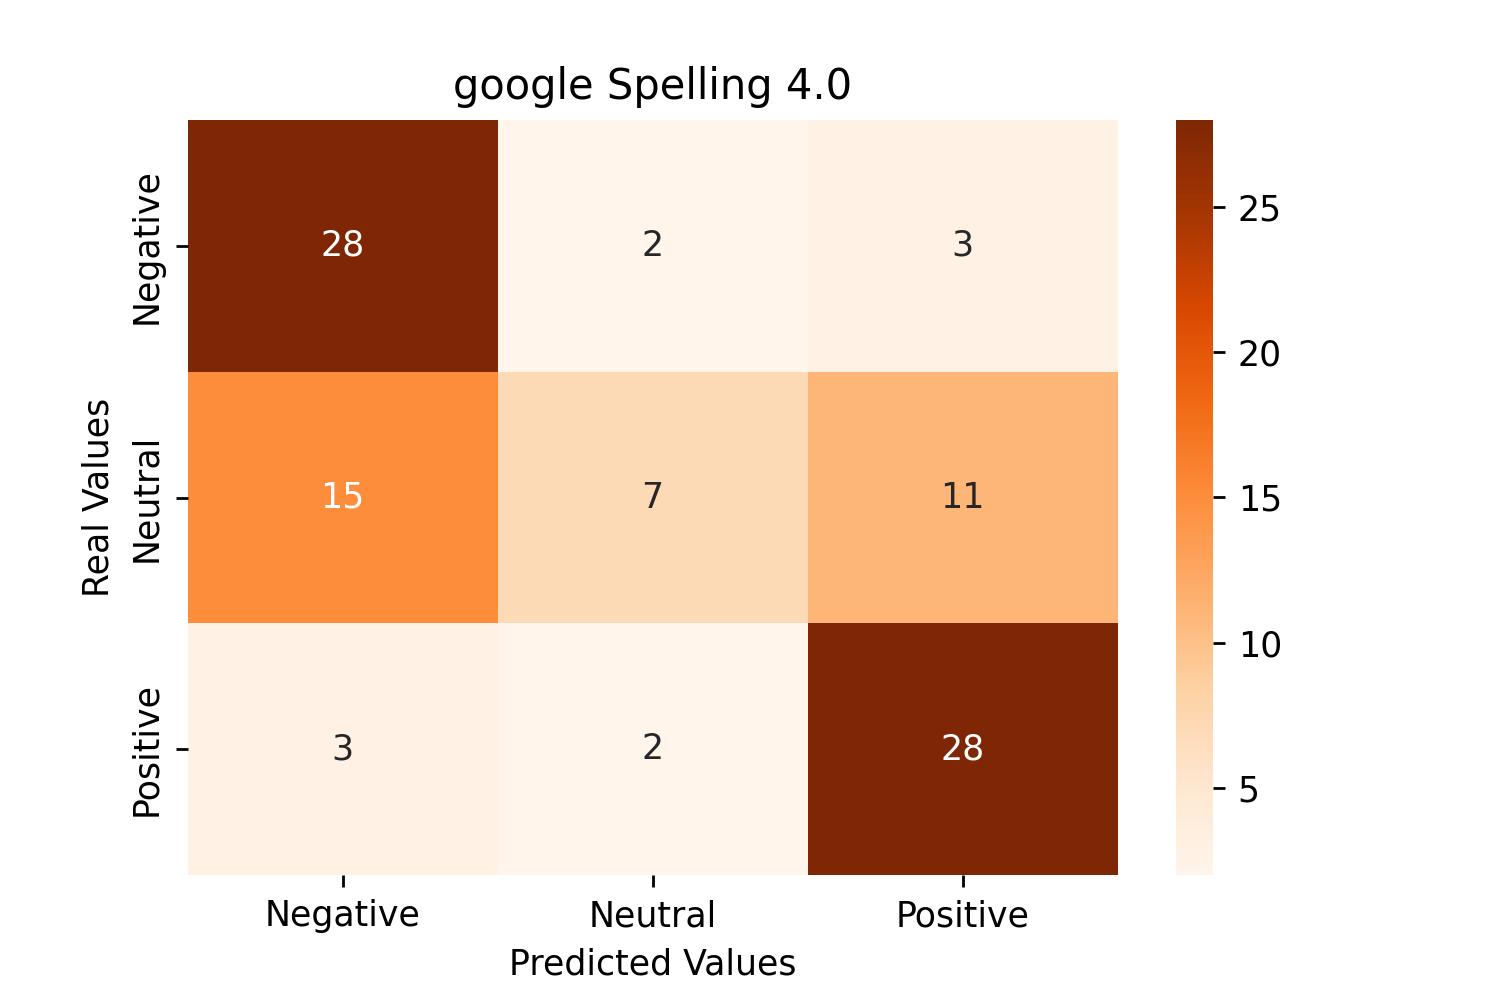 google Spelling 4.0
Real Values
Negative
28 2 3
Neutral
15 7 11
Positive
3 2 28
Negative Neutral Positive
Predicted Values
25
20
15
10
5